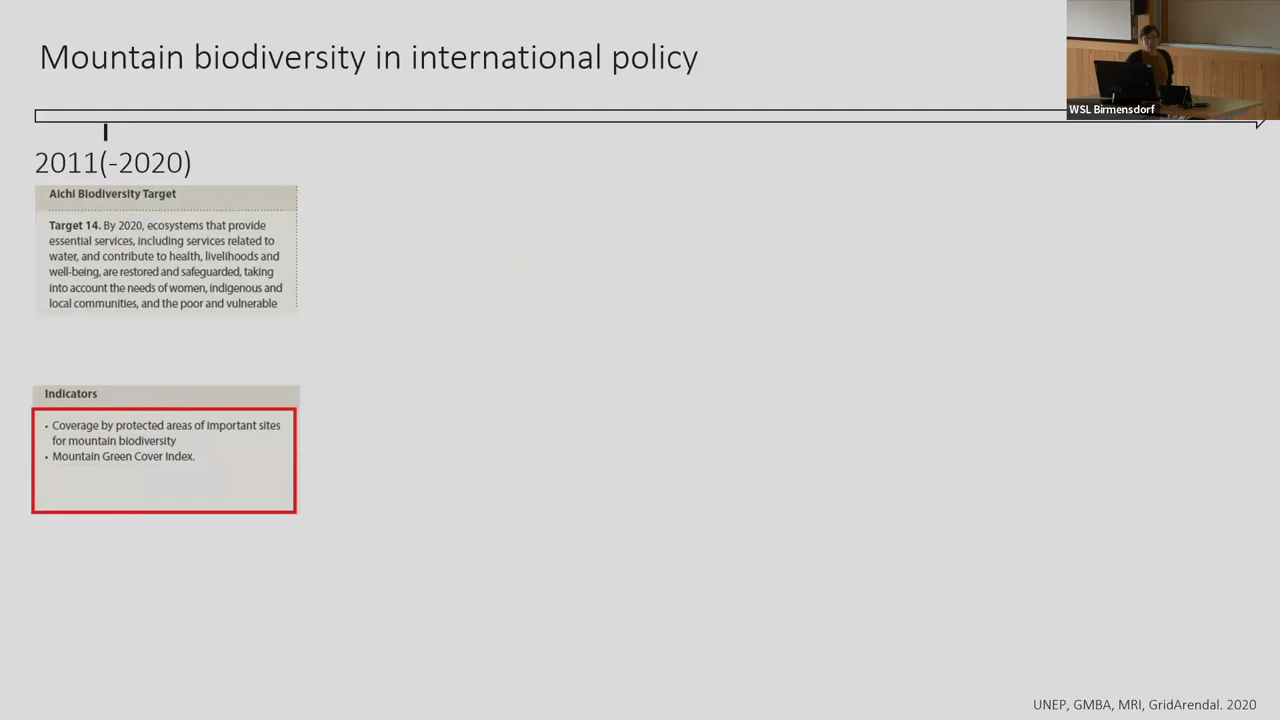 Mountain biodiversity in international policy
WSL Birmensdorf
2011(-2020)
Aichi Biodiversity Target
Target 14. By 2020, ecosystems that provide
essential services, including services related to
water, and contribute to health, livelihoods and
well-being, are restored and safeguarded, taking
into account the needs of women, indigenous and
local communities, and the poor and vulnerable
Indicators
• Coverage by protected areas of important sites
for mountain biodiversity
• Mountain Green Cover Index.
UNEP, GMBA, MRI, GridArendal. 2020